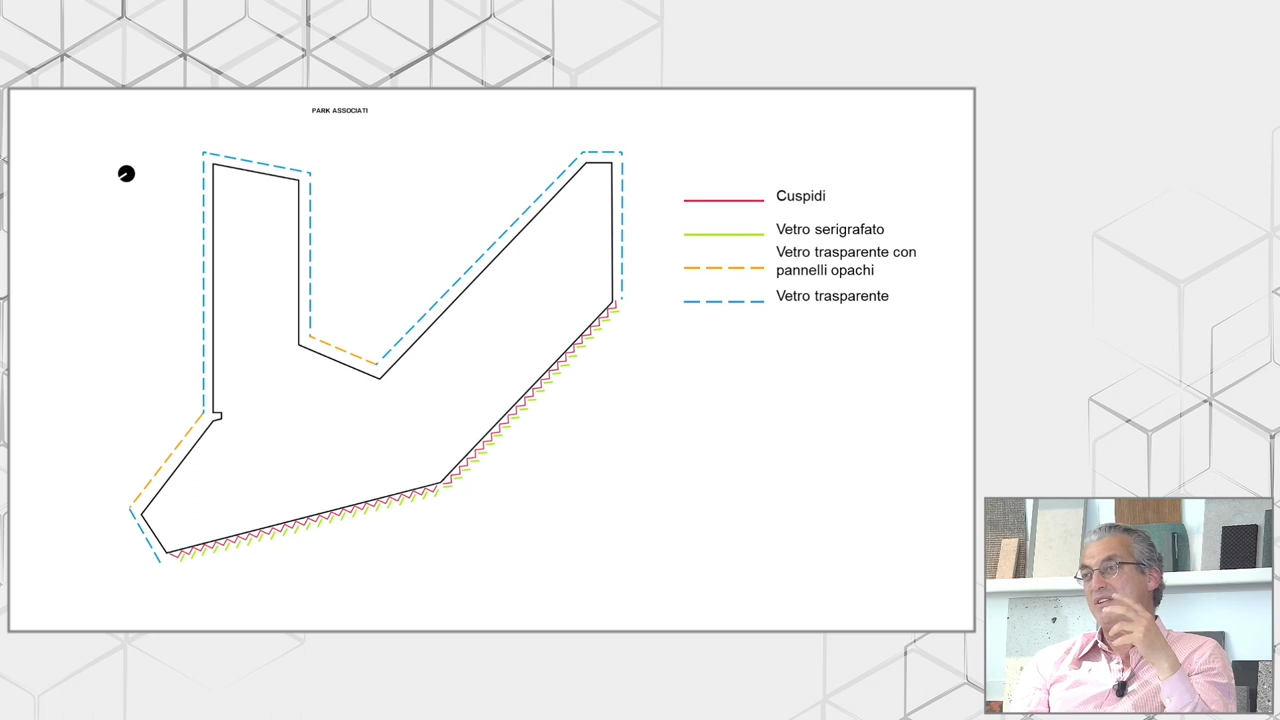 PARK ASSOCIATI
Cuspidi
Vetro serigrafato
Vetro trasparente con
pannelli opachi
Vetro trasparente